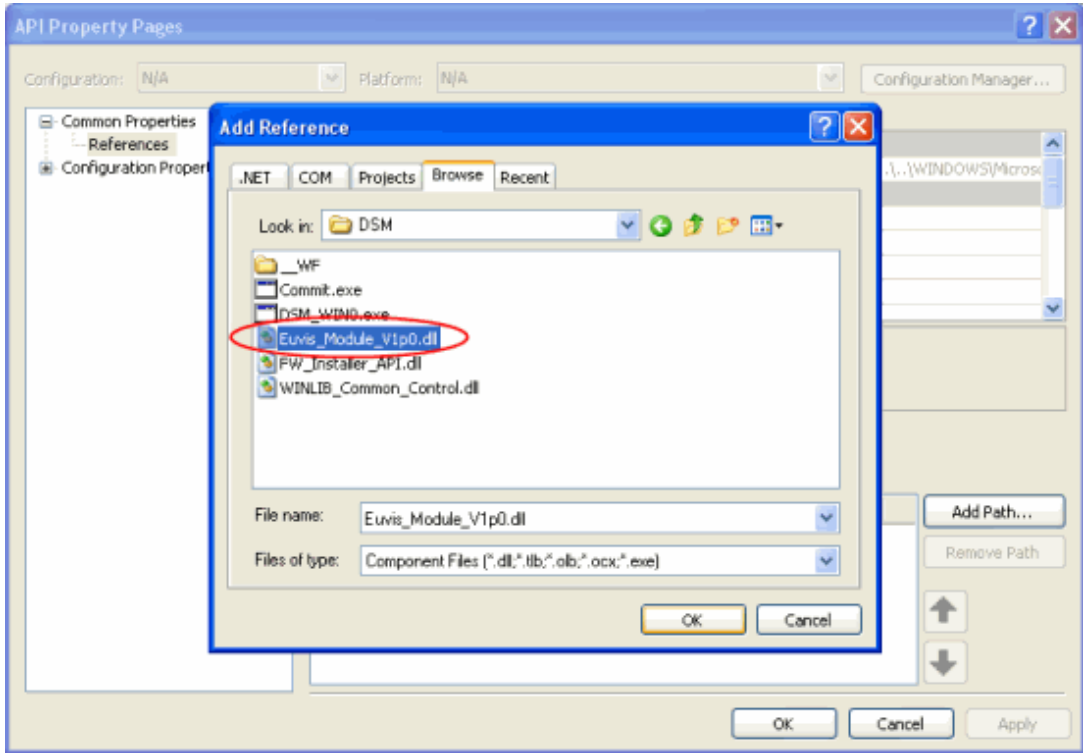 API Property Pages
Configuration: N/A Platform: N/A Configuration Manager...
Common Properties
References
Configuration Propert
.\..\WINDOWS\Micros
Add Reference
.NET COM Projects Browse Recent
Look in: DSM
__WF
Commit.exe
DSM_WIN0.exe
Euvis_Module_V1p0.dll
FW_Installer_API.dll
WINLIB_Common_Control.dll
File name: Euvis_Module_V1p0.dll
Files of type: Component Files (*.dll;*.tlb;*.olb;*.ocx;*.exe)
OK Cancel
Add Path...
Remove Path
OK Cancel Apply